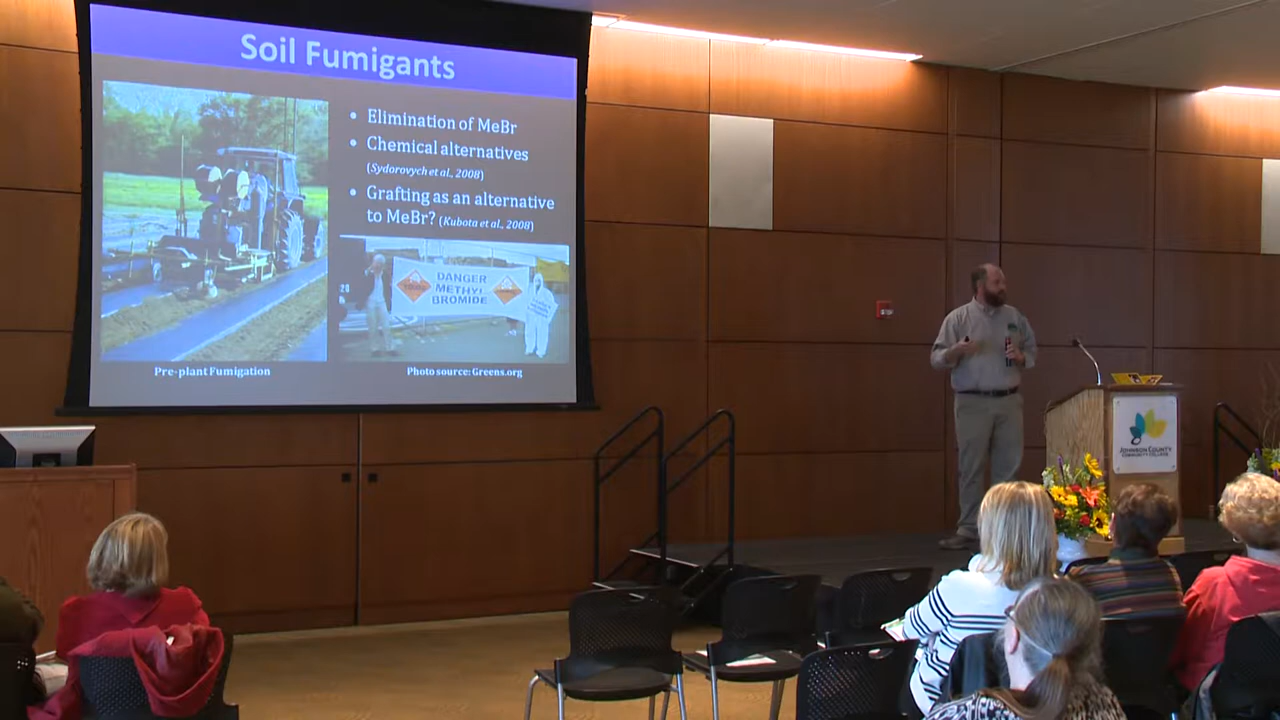 Soil Fumigants
• Elimination of MeBr
• Chemical alternatives
(Sydorovych et al., 2008)
• Grafting as an alternative
to MeBr? (Kubota et al., 2008)
DANGER
METHYL
BROMIDE
Pre-plant Fumigation
Photo source: Greens.org
JOHNSON COUNTY
COMMUNITY COLLEGE